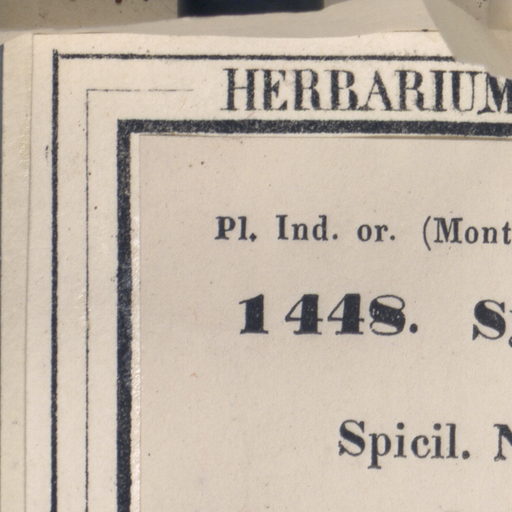 HERBARIUM
Pl. Ind. or. (Mont
1448. S
Spicil. N